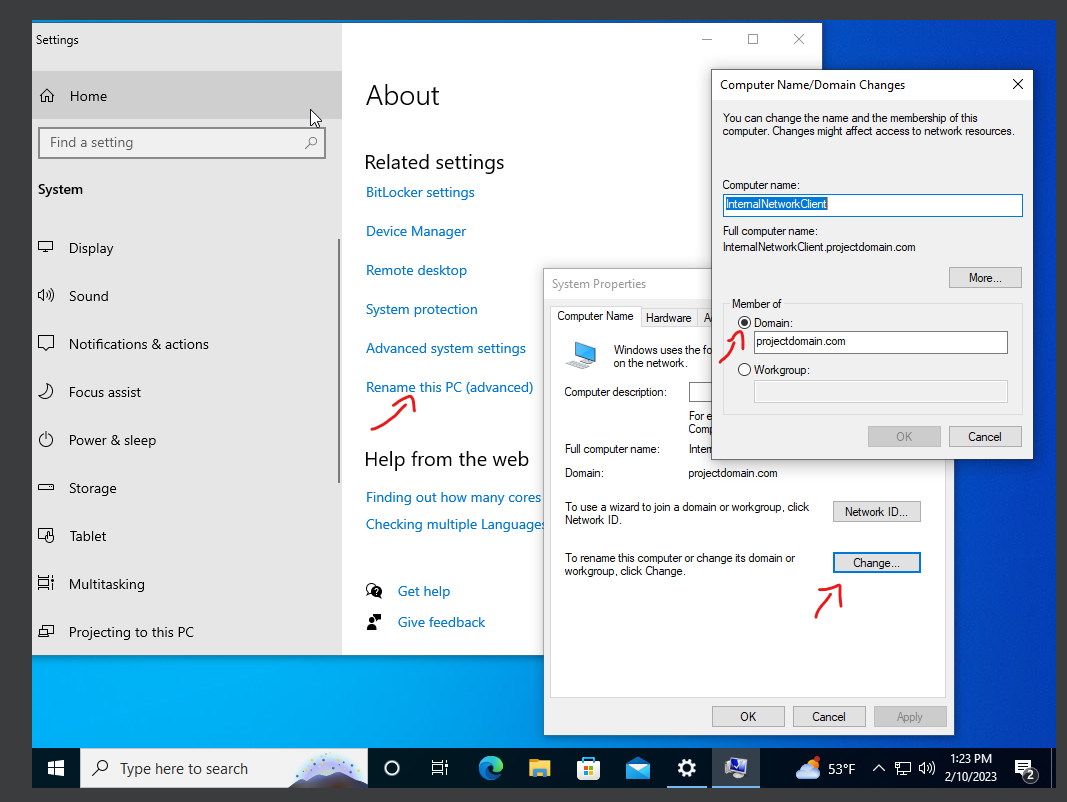 Settings
Home
Find a setting
System
Display
Sound
Notifications & actions
Focus assist
Power & sleep
Storage
Tablet
Multitasking
Projecting to this PC
About
Related settings
BitLocker settings
Device Manager
Remote desktop
System protection
Advanced system settings
Rename this PC (advanced)
Help from the web
Finding out how many cores
Checking multiple Languages
Get help
Give feedback
System Properties
Computer Name
Hardware
Windows uses the fo
on the network.
Computer description:
For e
Comp
Full computer name:
Inter
Domain:
projectdomain.com
To use a wizard to join a domain or workgroup, click
Network ID.
Network ID...
To rename this computer or change its domain or
workgroup, click Change.
Change...
OK
Cancel
Apply
Computer Name/Domain Changes
You can change the name and the membership of this
computer. Changes might affect access to network resources.
Computer name:
InternalNetworkClient
Full computer name:
InternalNetworkClient.projectdomain.com
More...
Member of
Domain:
projectdomain.com
Workgroup:
OK
Cancel
Type here to search
53°F
1:23 PM
2/10/2023
2